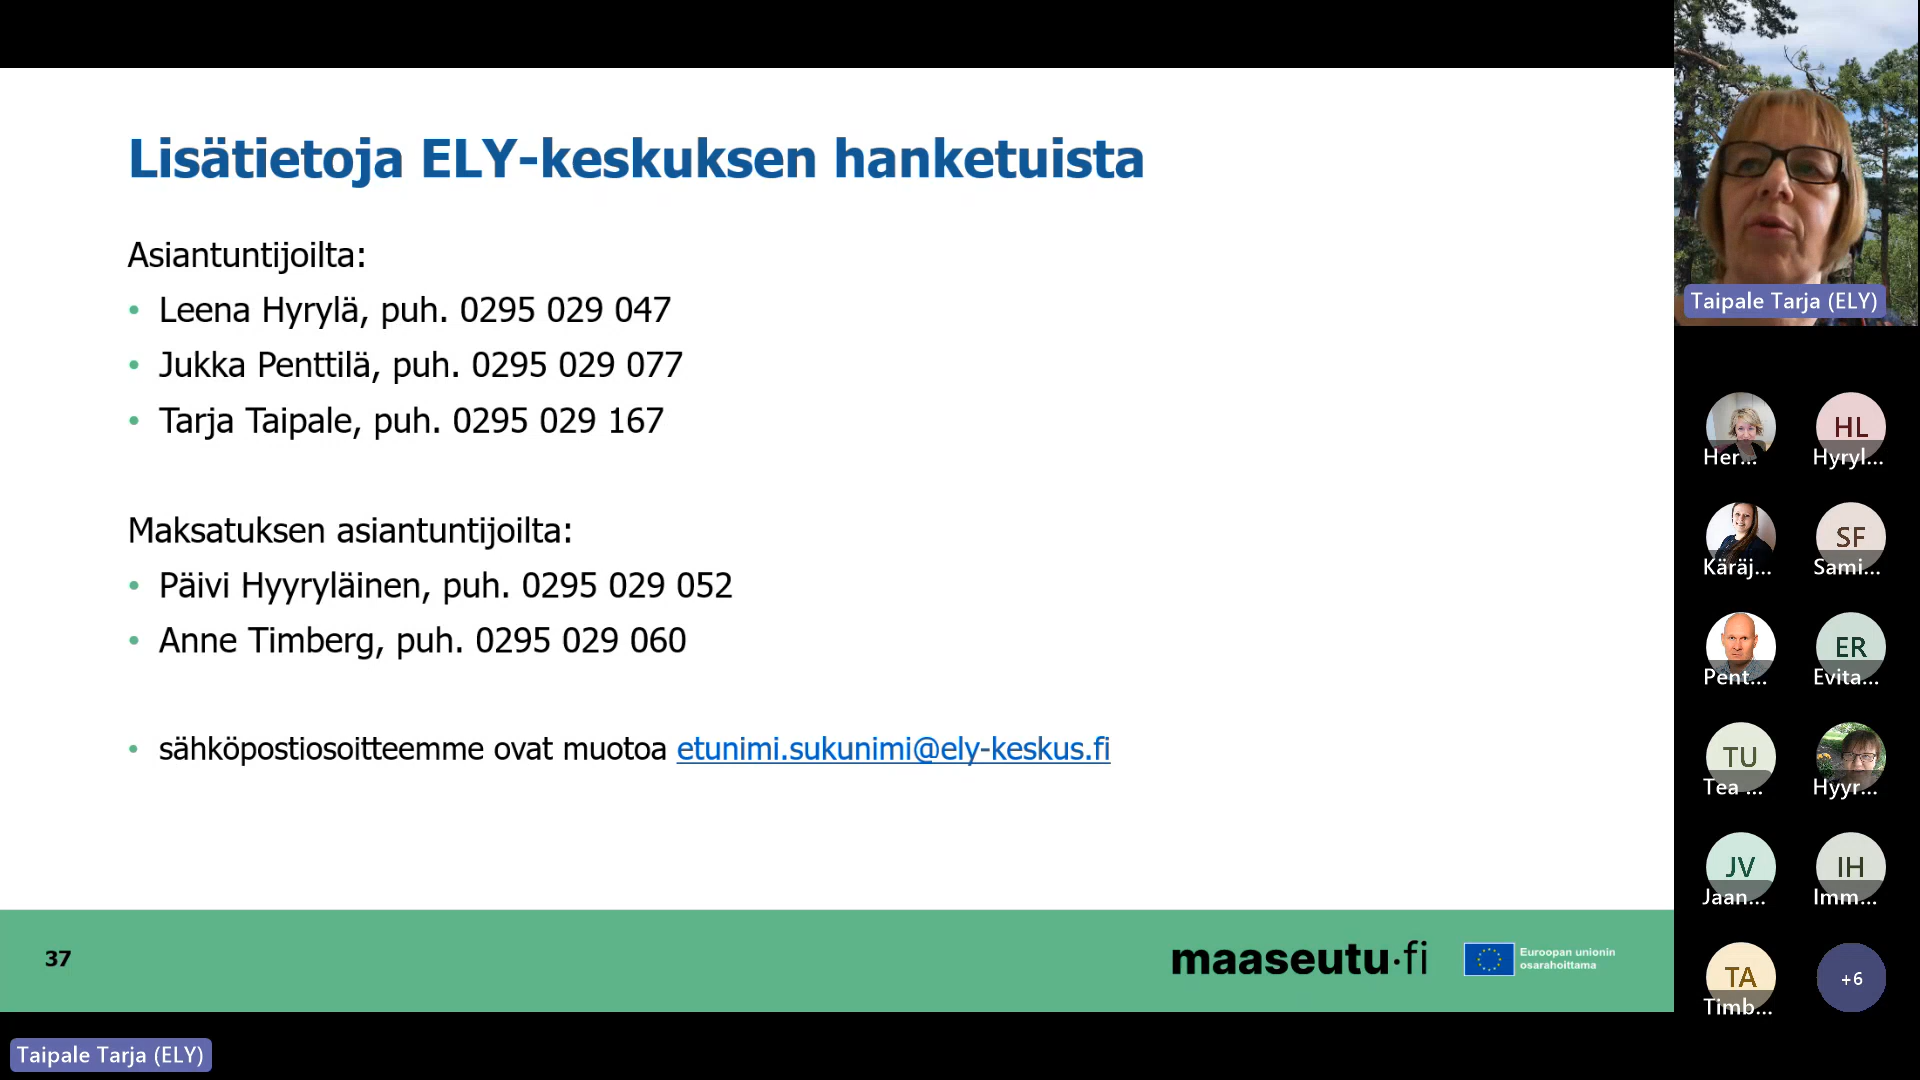 Lisätietoja ELY-keskuksen hanketuista
Asiantuntijoilta:
• Leena Hyrylä, puh. 0295 029 047
• Jukka Penttilä, puh. 0295 029 077
• Tarja Taipale, puh. 0295 029 167
Maksatuksen asiantuntijoilta:
• Päivi Hyyryläinen, puh. 0295 029 052
• Anne Timberg, puh. 0295 029 060
• sähköpostiosoitteemme ovat muotoa etunimi.sukunimi@ely-keskus.fi
37
maaseutu.fi
Euroopan unionin
osarahoittama
Taipale Tarja (ELY)
Taipale Tarja (ELY)
Her...
HL
Hyryl...
Käräj...
SF
Sami...
Pent...
ER
Evita...
TU
Tea ...
Hyyr...
JV
Jaan...
IH
Imm...
TA
Timb...
+6